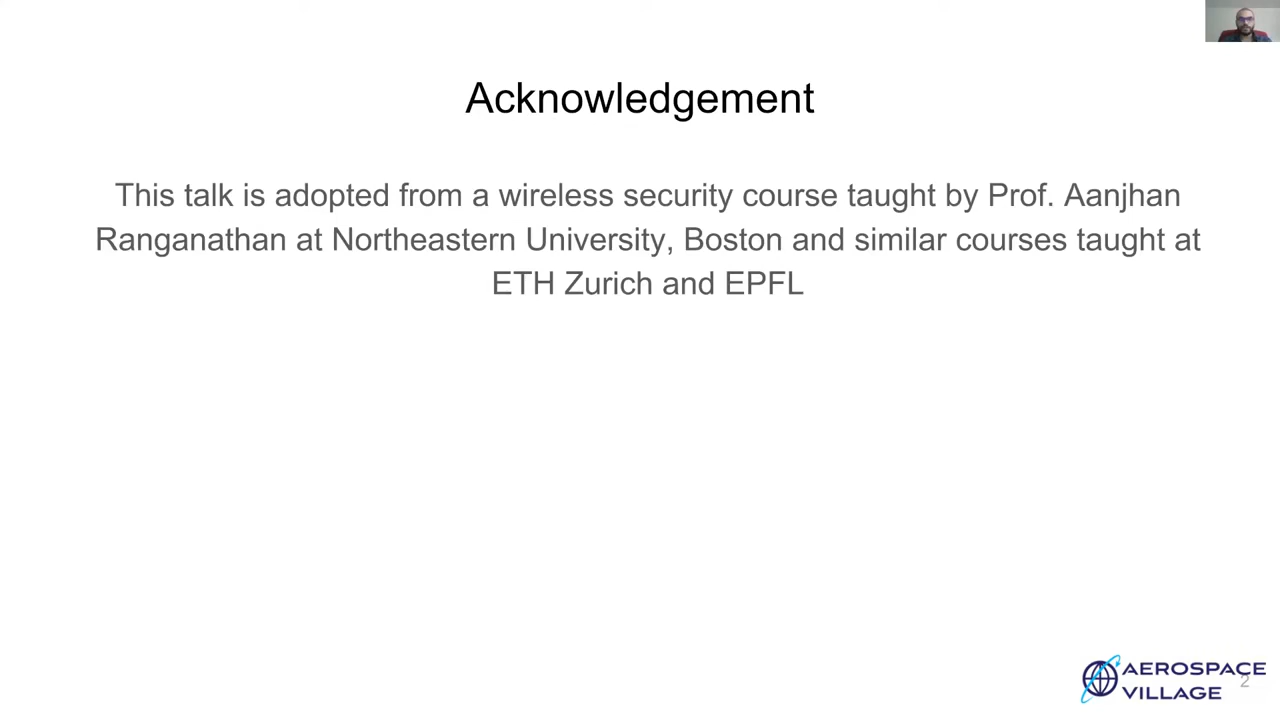 Acknowledgement
This talk is adopted from a wireless security course taught by Prof. Aanjhan
Ranganathan at Northeastern University, Boston and similar courses taught at
ETH Zurich and EPFL
AEROSPACE
VILLAGE
2